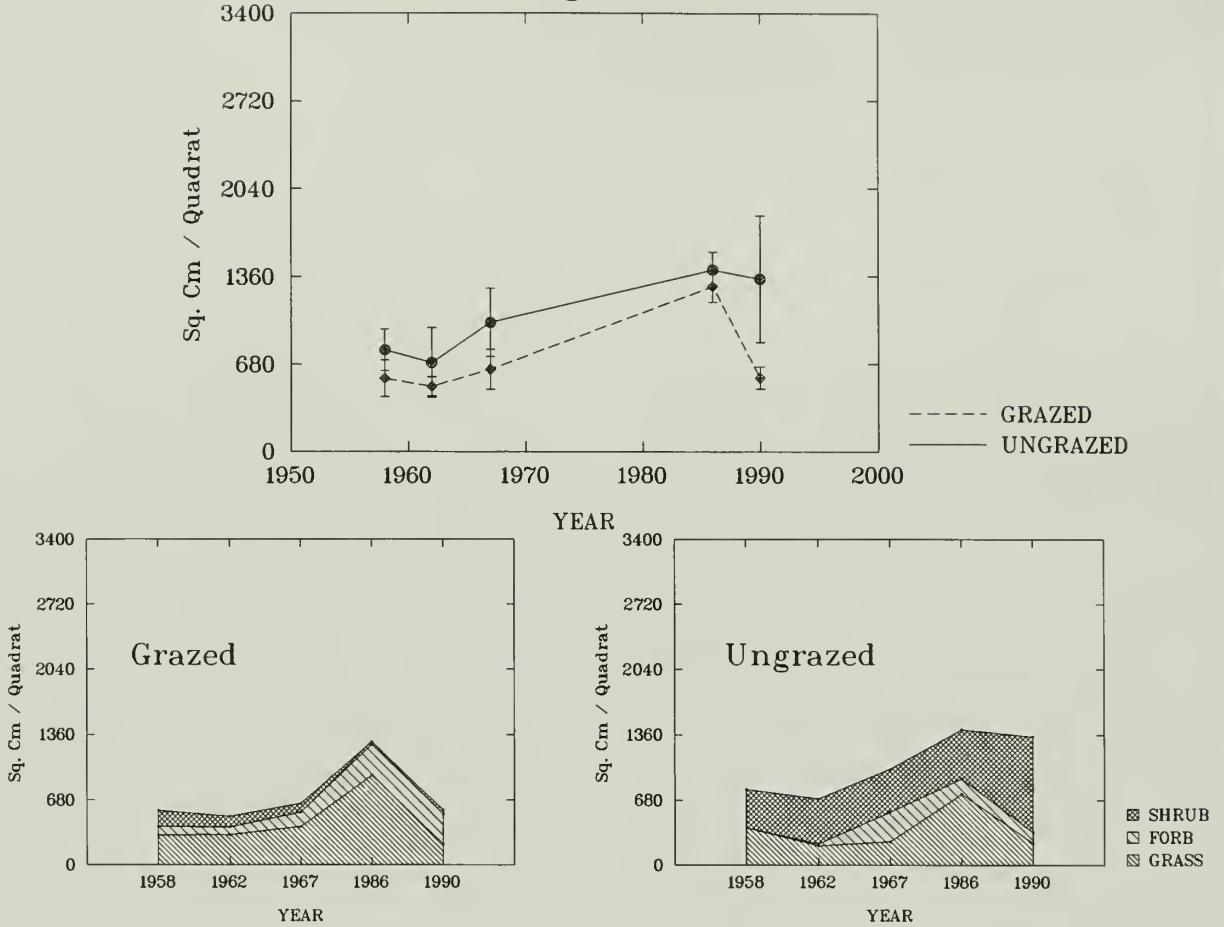 3400
2720
2040
1360
680
0
Sq. Cm / Quadrat
1950 1960 1970 1980 1990 2000
YEAR
GRAZED
UNGRAZED
3400
2720
2040
1360
680
0
Sq. Cm / Quadrat
Grazed
1958 1962 1967 1986 1990
YEAR
3400
2720
2040
1360
680
0
Sq. Cm / Quadrat
Ungrazed
1958 1962 1967 1986 1990
YEAR
SHRUB
FORB
GRASS